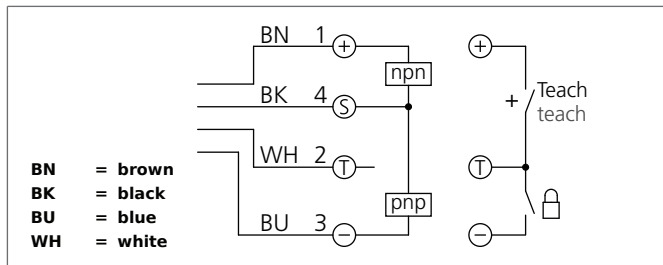 BN 1 +
npn
BK 4 S
WH 2 T
pnp
BU 3 −
BN = brown
BK = black
BU = blue
WH = white
+
+ Teach
teach
T
−